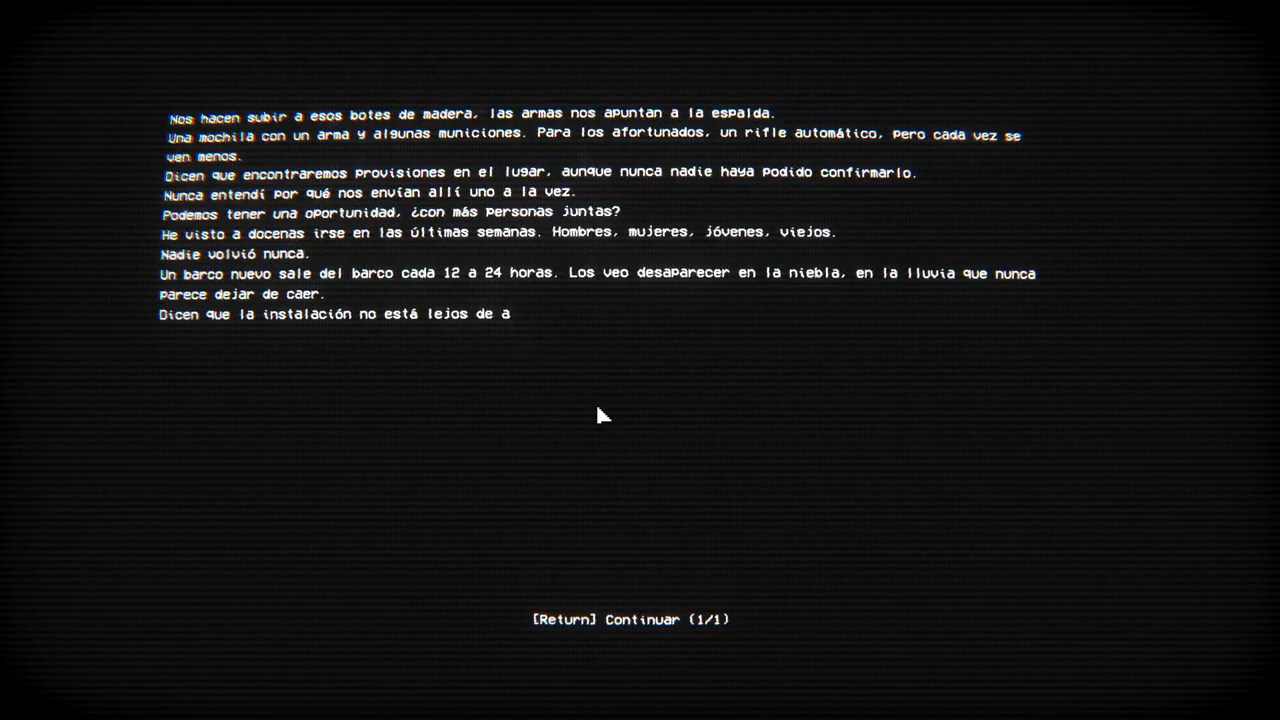 Nos hacen subir a esos botes de madera, las armas nos apuntan a la espalda.
Una mochila con un arma y algunas municiones. Para los afortunados, un rifle automático, pero cada vez se
ven menos.
Dicen que encontraremos provisiones en el lugar, aunque nunca nadie haya podido confirmarlo.
Nunca entendí por qué nos envían allí uno a la vez.
Podemos tener una oportunidad, ¿con más personas juntas?
He visto a docenas irse en las últimas semanas. Hombres, mujeres, jóvenes, viejos.
Nadie volvió nunca.
Un barco nuevo sale del barco cada 12 a 24 horas. Los veo desaparecer en la niebla, en la lluvia que nunca
parece dejar de caer.
Dicen que la instalación no está lejos de a
[Return] Continuar (1/1)